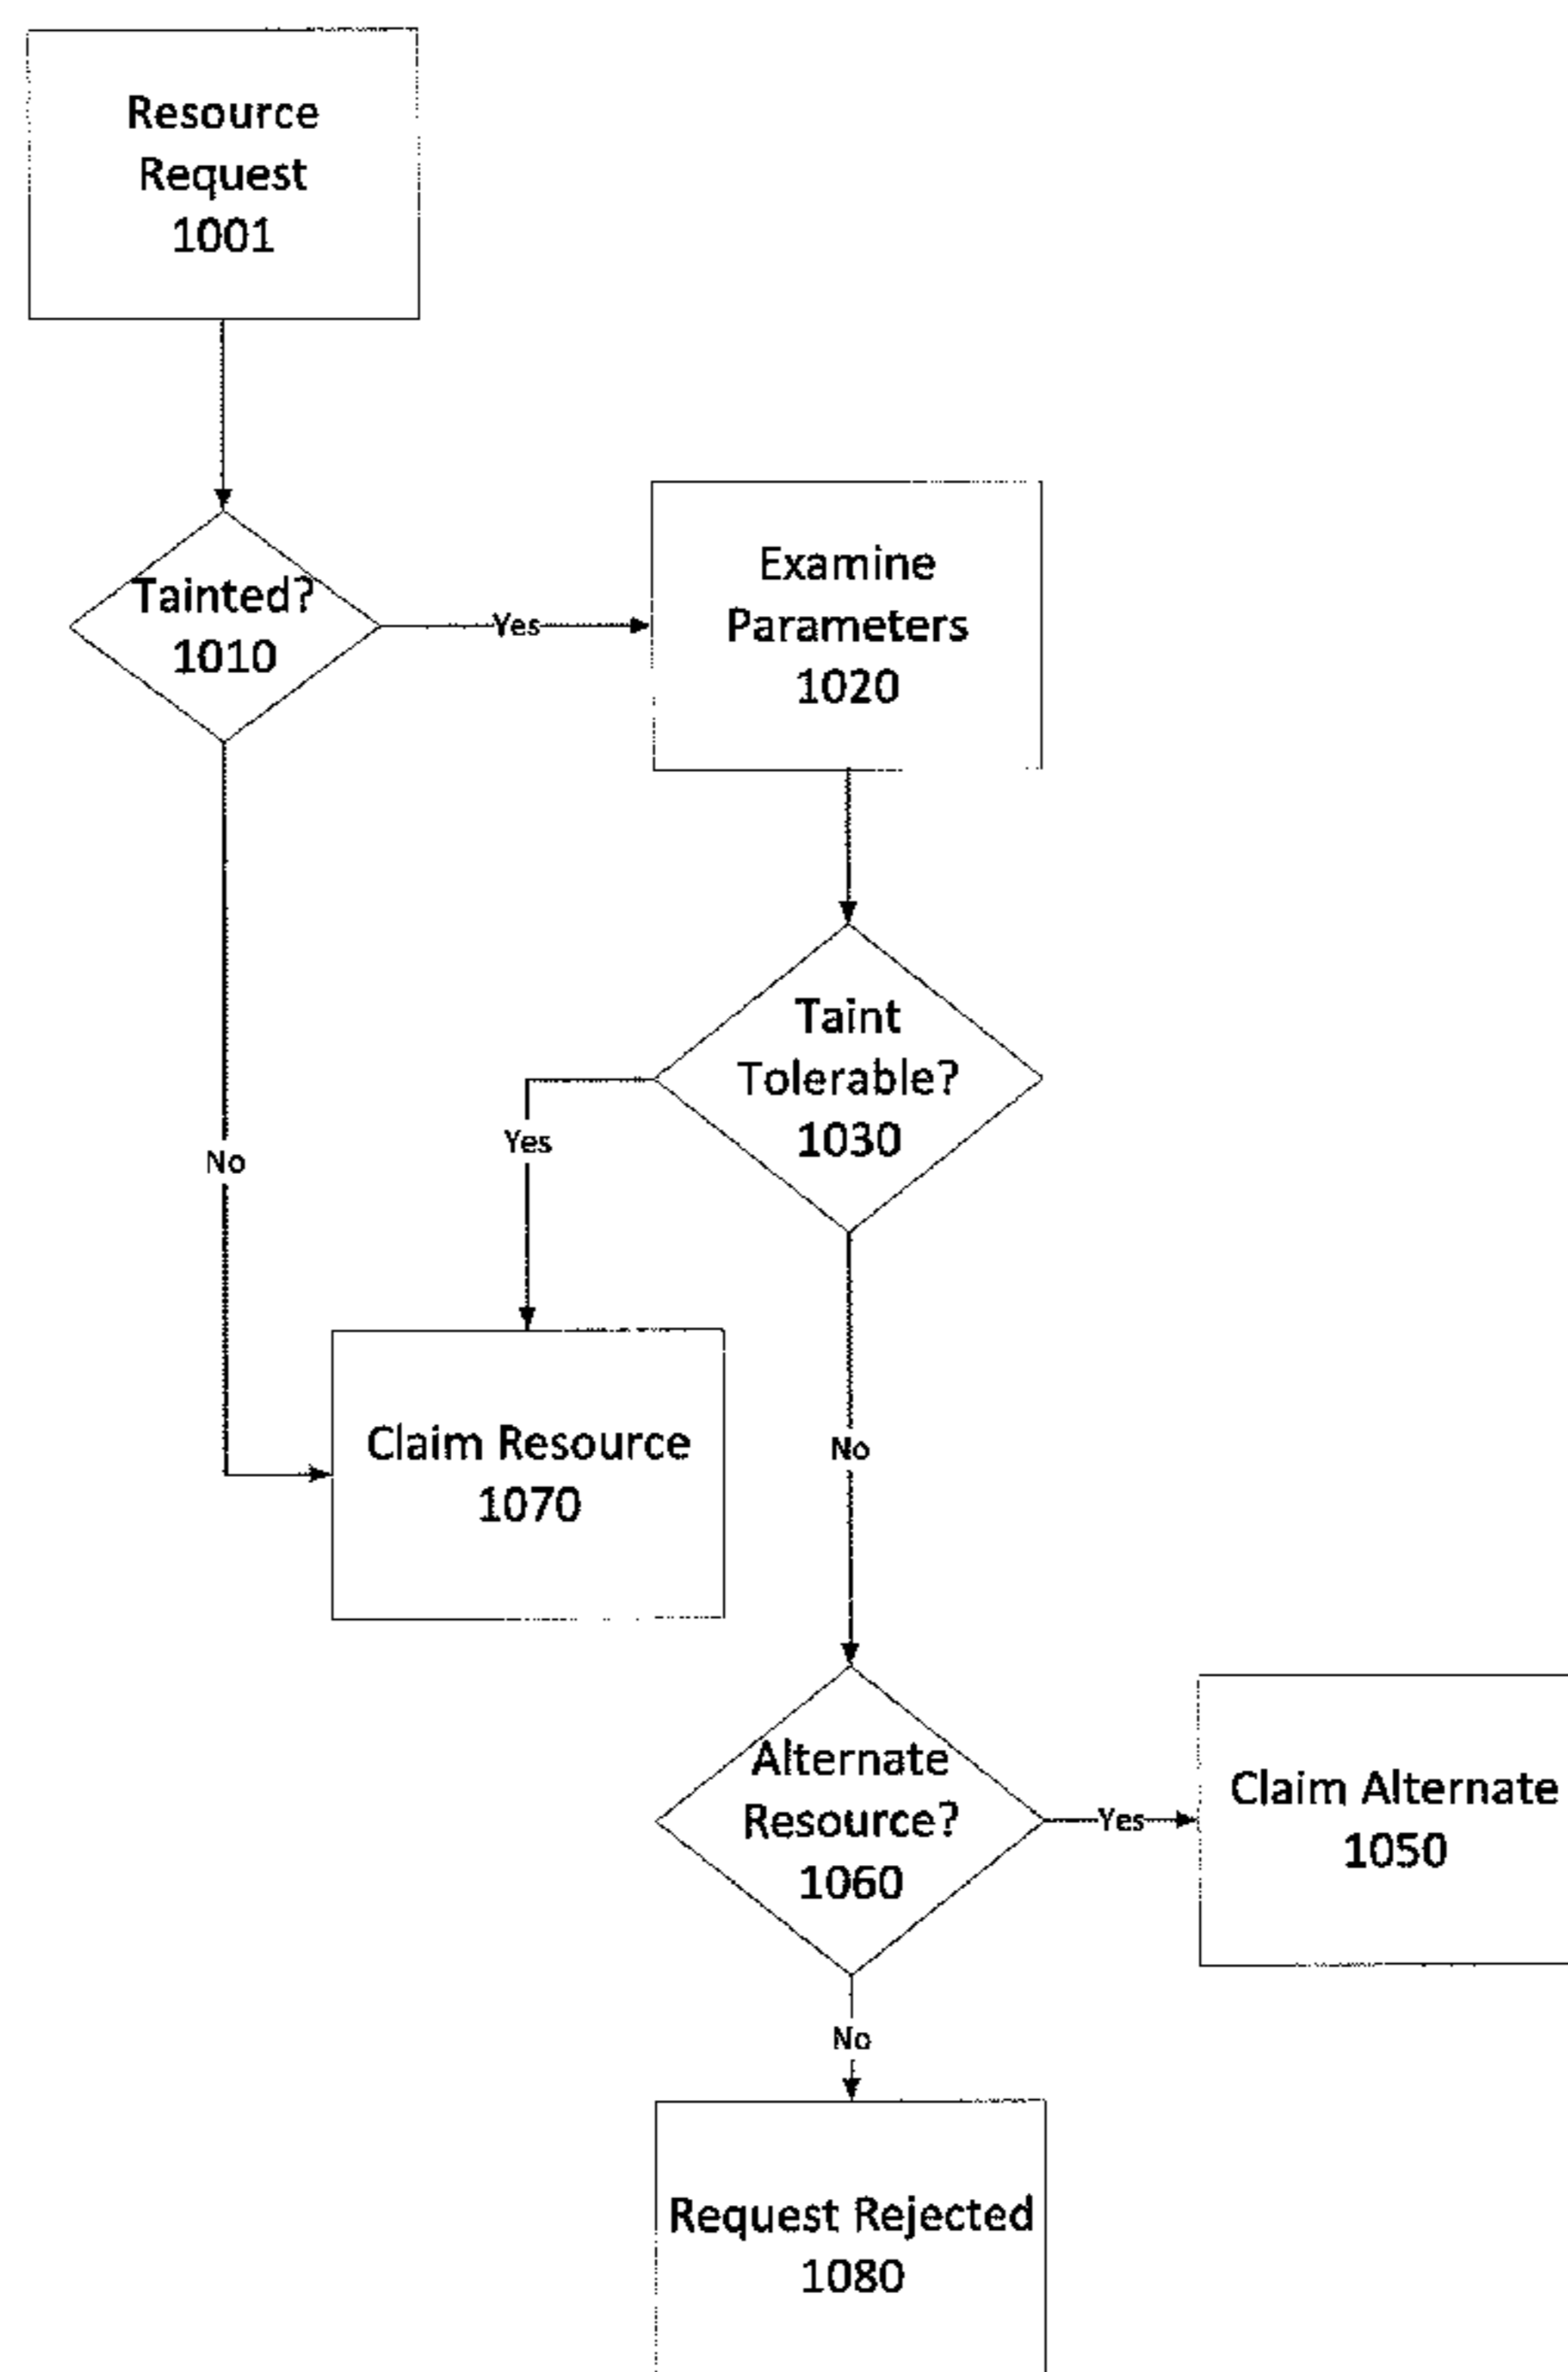 Resource
Request
1001
Tainted?
1010
Yes
Examine
Parameters
1020
Taint
Tolerable?
1030
Yes
No
Claim Resource
1070
No
Alternate
Resource?
1060
Yes
Claim Alternate
1050
No
Request Rejected
1080